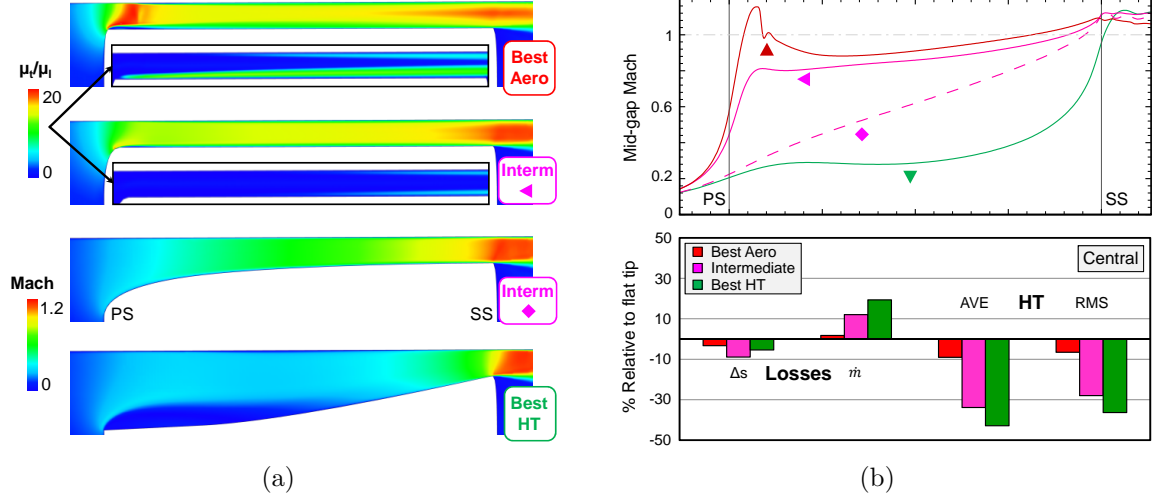 μt/μl
20
0
Best
Aero
Interm
Mach
1.2
0
PS
SS
Interm
Best
HT
(a)
Mid-gap Mach
1
0.6
0.2
0
PS
SS
% Relative to flat tip
50
30
10
-10
-30
-50
Best Aero
Intermediate
Best HT
Central
AVE
HT
RMS
Δs
Losses
ṁ
(b)